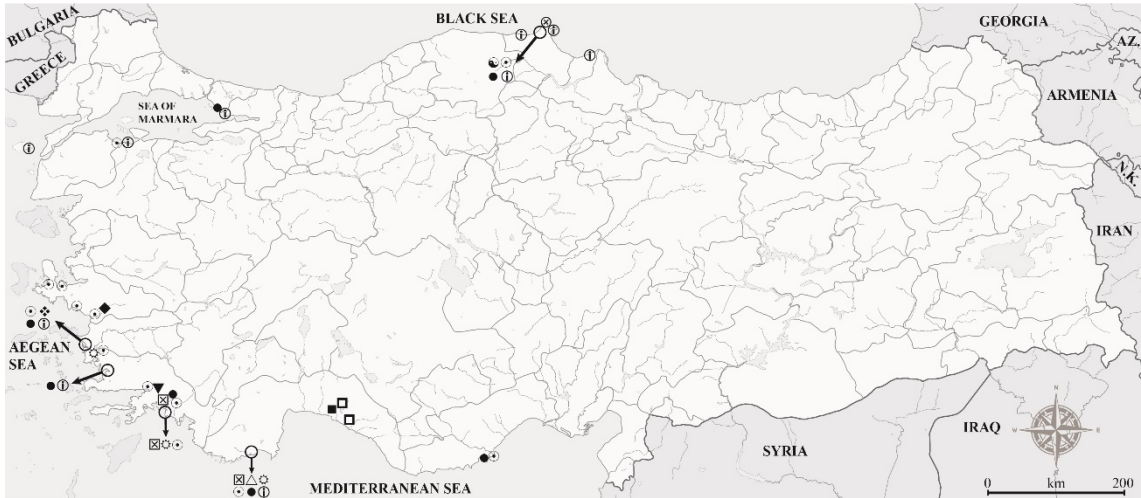 BULGARIA
GREECE
BLACK SEA
GEORGIA
AZ.
ARMENIA
SEA OF
MARMARA
N.K.
IRAN
AEGEAN
SEA
N
W
E
S
IRAQ
SYRIA
MEDITERRANEAN SEA
0 km 200